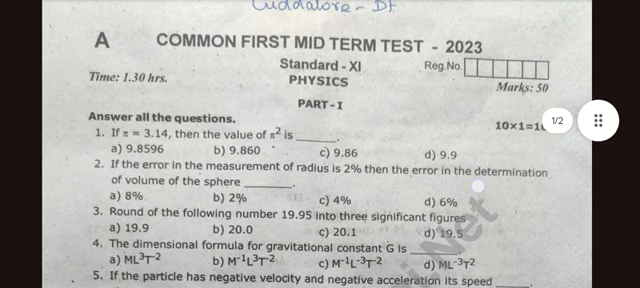 Cuddalore - Dt
A COMMON FIRST MID TERM TEST - 2023
Standard - XI Reg.No.
Time: 1.30 hrs. PHYSICS Marks: 50
PART - I
Answer all the questions. 10×1=1
1/2
1. If π = 3.14, then the value of π² is ______.
a) 9.8596 b) 9.860 c) 9.86 d) 9.9
2. If the error in the measurement of radius is 2% then the error in the determination
of volume of the sphere ______.
a) 8% b) 2% c) 4% d) 6%
3. Round of the following number 19.95 into three significant figures
a) 19.9 b) 20.0 c) 20.1 d) 19.5
4. The dimensional formula for gravitational constant G is ______.
a) ML³T⁻² b) M⁻¹L³T⁻² c) M⁻¹L⁻³T⁻² d) ML⁻³T²
5. If the particle has negative velocity and negative acceleration its speed ______.